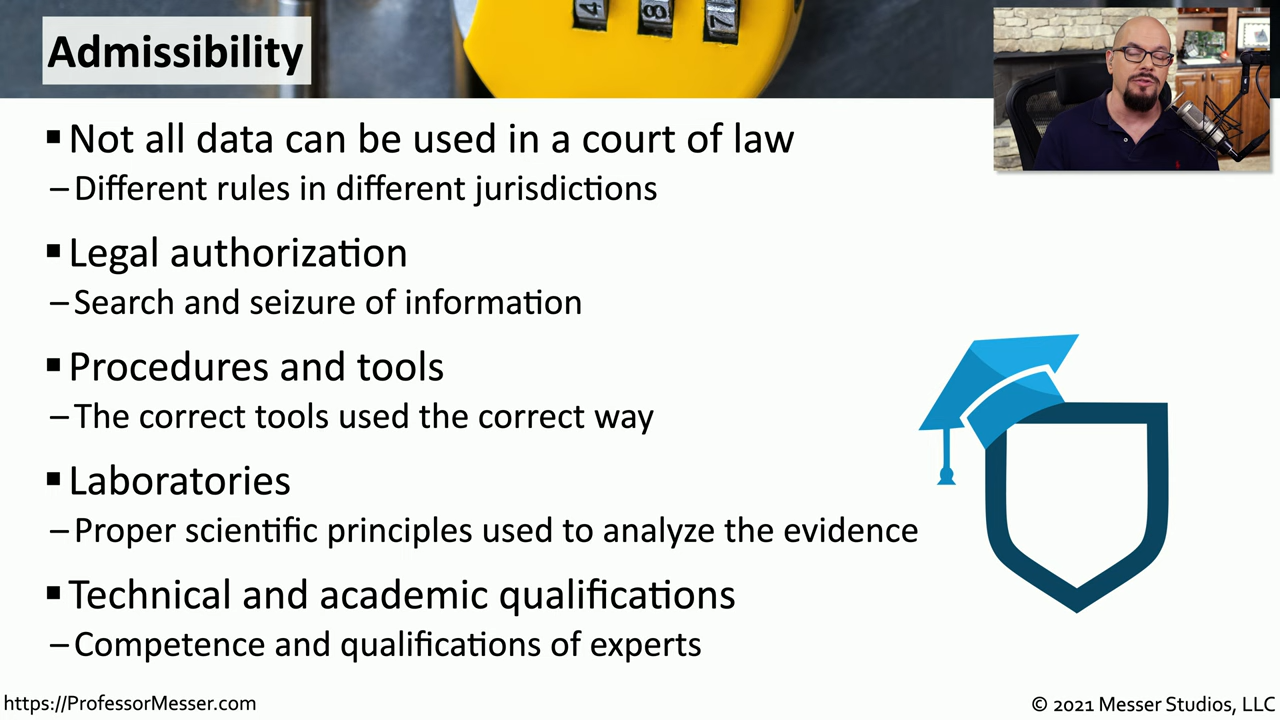 Admissibility
▪ Not all data can be used in a court of law
– Different rules in different jurisdictions
▪ Legal authorization
– Search and seizure of information
▪ Procedures and tools
– The correct tools used the correct way
▪ Laboratories
– Proper scientific principles used to analyze the evidence
▪ Technical and academic qualifications
– Competence and qualifications of experts
https://ProfessorMesser.com
© 2021 Messer Studios, LLC